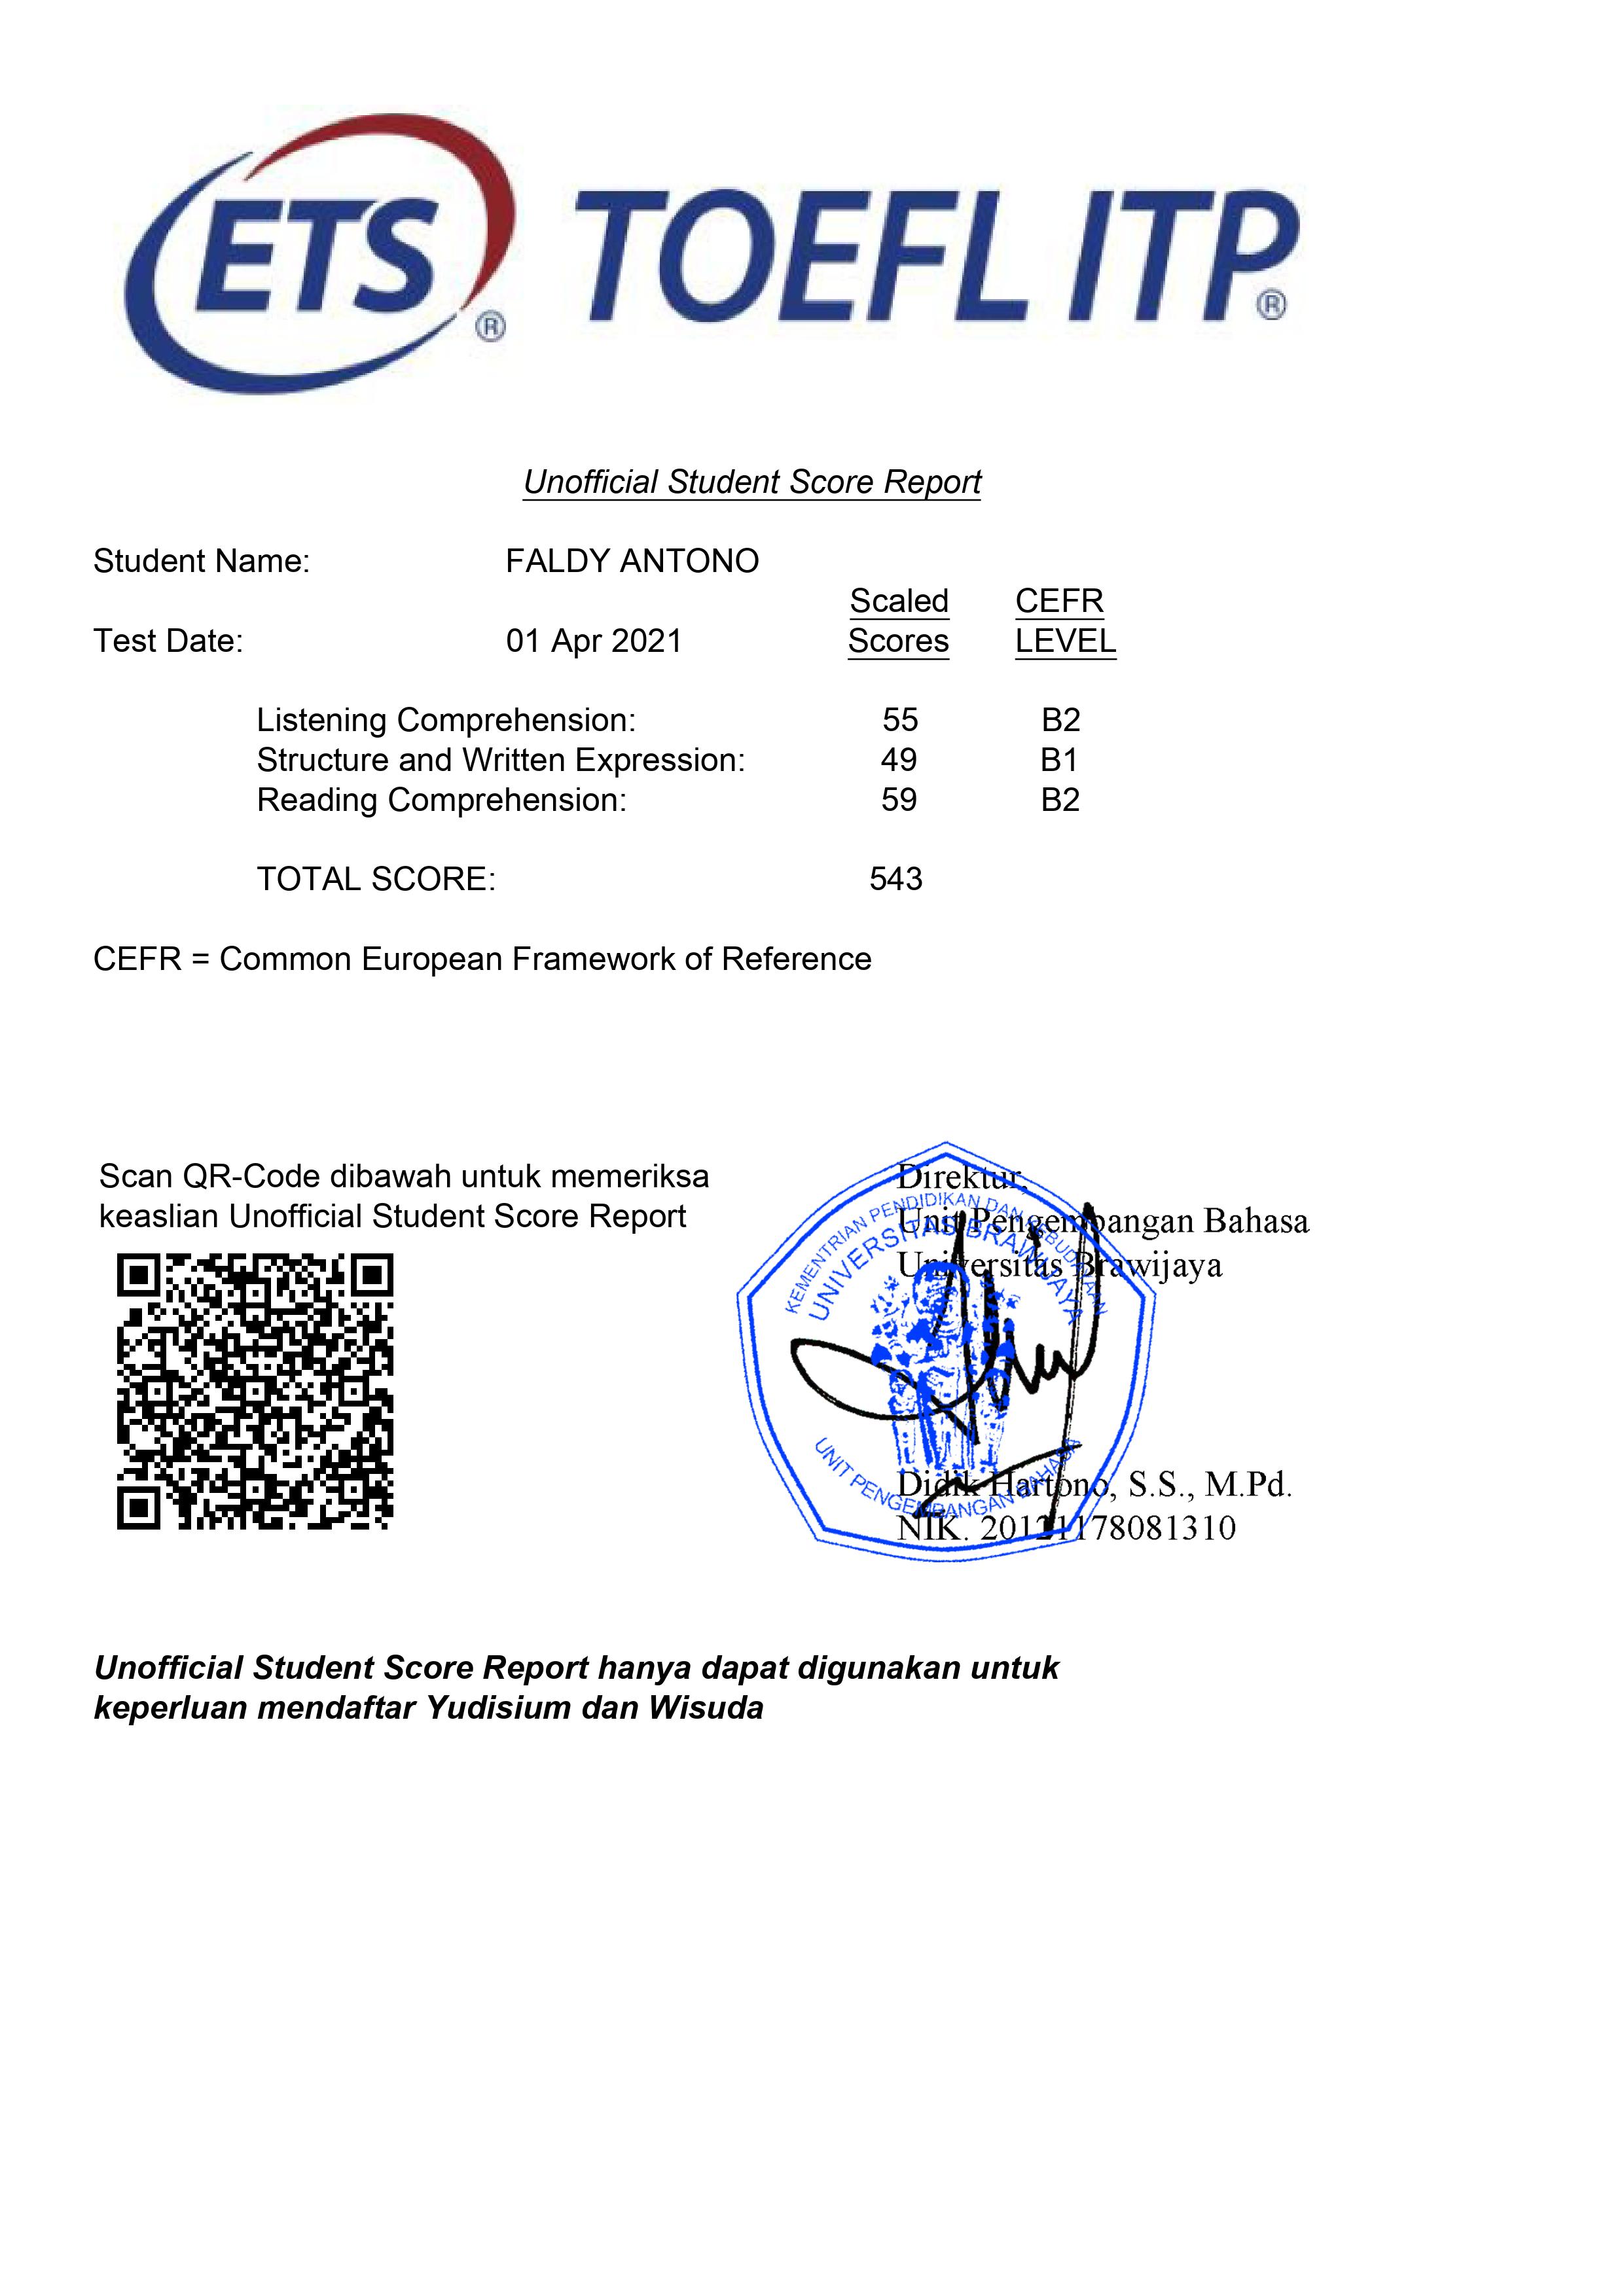 ETS® TOEFL ITP®
Unofficial Student Score Report
Student Name: FALDY ANTONO
Scaled CEFR
Test Date: 01 Apr 2021 Scores LEVEL
Listening Comprehension: 55 B2
Structure and Written Expression: 49 B1
Reading Comprehension: 59 B2
TOTAL SCORE: 543
CEFR = Common European Framework of Reference
Scan QR-Code dibawah untuk memeriksa
keaslian Unofficial Student Score Report
Direktur,
Unit Pengembangan Bahasa
Universitas Brawijaya
KEMENTRIAN PENDIDIKAN DAN KEBUDAYAAN
UNIVERSITAS BRAWIJAYA
UNIT PENGEMBANGAN BAHASA
Didik Hartono, S.S., M.Pd.
NIK. 20121178081310
Unofficial Student Score Report hanya dapat digunakan untuk
keperluan mendaftar Yudisium dan Wisuda